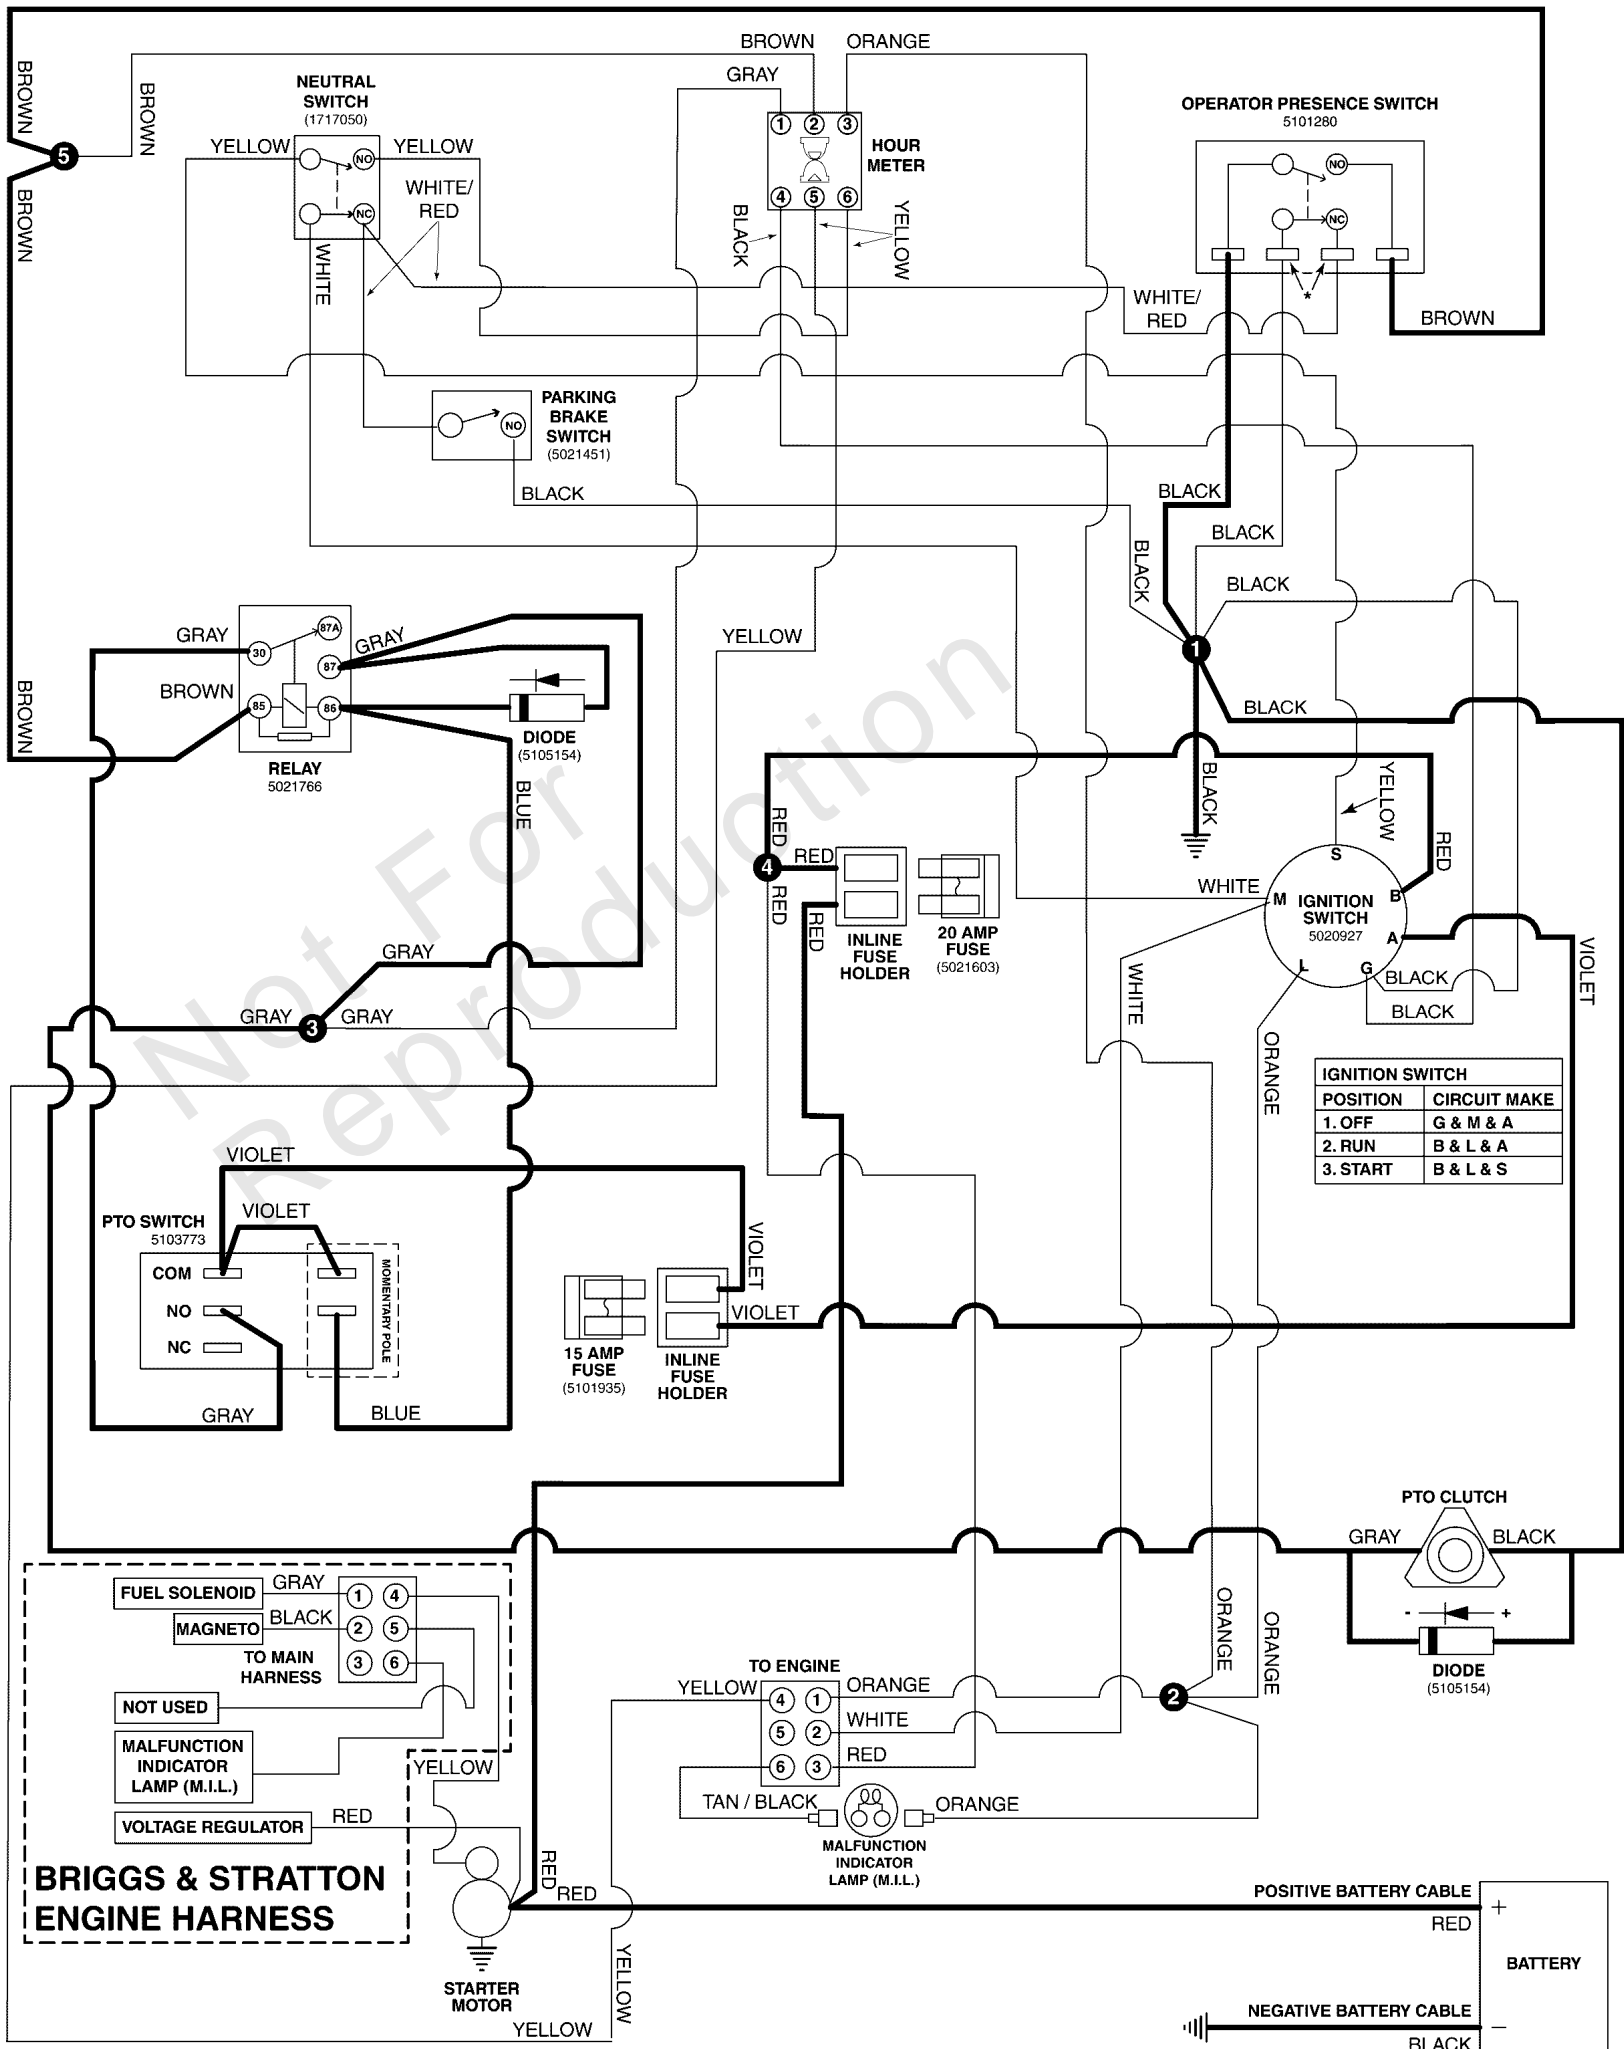 BROWN
BROWN
BROWN
BROWN
5
NEUTRAL
SWITCH
(1717050)
YELLOW
NO
YELLOW
WHITE/
RED
NC
WHITE
BROWN
ORANGE
GRAY
1 2 3
HOUR
METER
4 5 6
BLACK
YELLOW
OPERATOR PRESENCE SWITCH
5101280
NO
NC
*
WHITE/
RED
BROWN
PARKING
BRAKE
SWITCH
(5021451)
NO
BLACK
BLACK
BLACK
BLACK
BLACK
1
BLACK
BLACK
GRAY
30
87A
GRAY
87
BROWN
85
86
RELAY
5021766
DIODE
(5105154)
BLUE
YELLOW
RED
4
RED
RED
RED
INLINE
FUSE
HOLDER
20 AMP
FUSE
(5021603)
YELLOW
RED
WHITE
S
M
B
IGNITION
SWITCH
5020927
A
L
G
BLACK
BLACK
VIOLET
WHITE
ORANGE
GRAY
GRAY
3
GRAY
IGNITION SWITCH
POSITION CIRCUIT MAKE
1. OFF G & M & A
2. RUN B & L & A
3. START B & L & S
Not For
Reproduction
VIOLET
VIOLET
PTO SWITCH
5103773
COM
NO
NC
MOMENTARY POLE
VIOLET
VIOLET
15 AMP
FUSE
(5101935)
INLINE
FUSE
HOLDER
GRAY
BLUE
PTO CLUTCH
GRAY
BLACK
- +
DIODE
(5105154)
FUEL SOLENOID
GRAY
1 4
MAGNETO
BLACK
2 5
TO MAIN
HARNESS
3 6
NOT USED
MALFUNCTION
INDICATOR
LAMP (M.I.L.)
YELLOW
VOLTAGE REGULATOR
RED
BRIGGS & STRATTON
ENGINE HARNESS
STARTER
MOTOR
RED
RED
TO ENGINE
YELLOW
4 1
ORANGE
5 2
WHITE
6 3
RED
2
ORANGE
ORANGE
TAN / BLACK
ORANGE
MALFUNCTION
INDICATOR
LAMP (M.I.L.)
YELLOW
YELLOW
POSITIVE BATTERY CABLE
RED
+
BATTERY
NEGATIVE BATTERY CABLE
BLACK
−